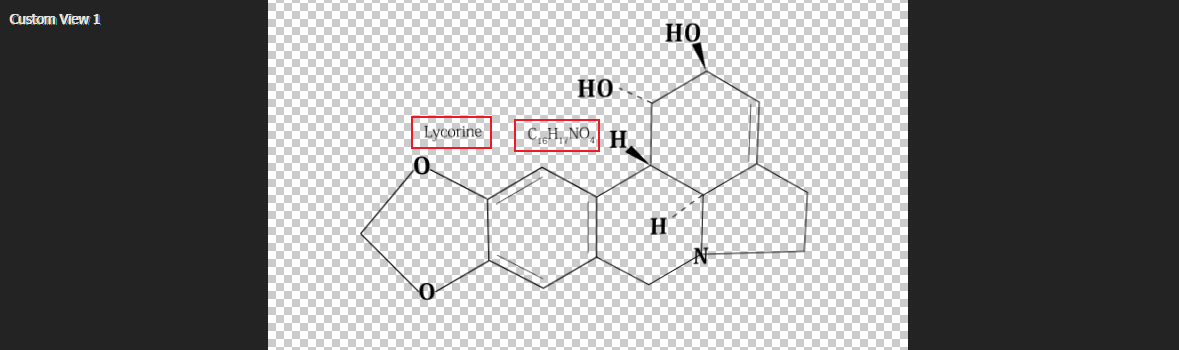 Custom View 1
HO
HO
Lycorine
C₁₆H₁₇NO₄
H
O
H
N
O